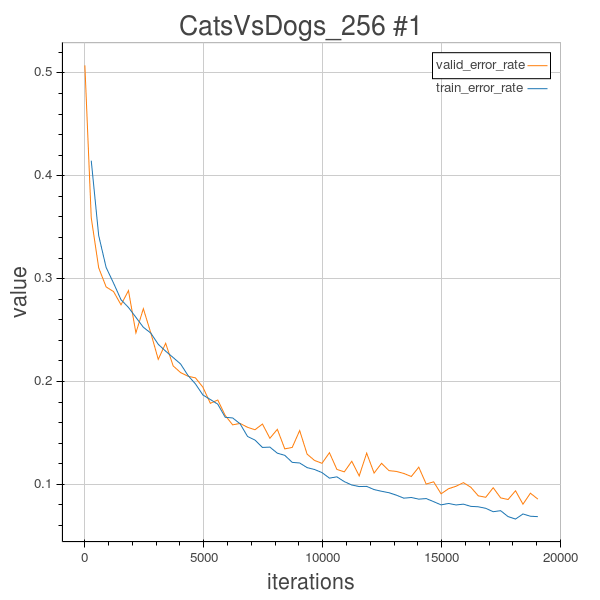 CatsVsDogs_256 #1
valid_error_rate
train_error_rate
0.5
0.4
0.3
0.2
0.1
value
0
5000
10000
15000
20000
iterations